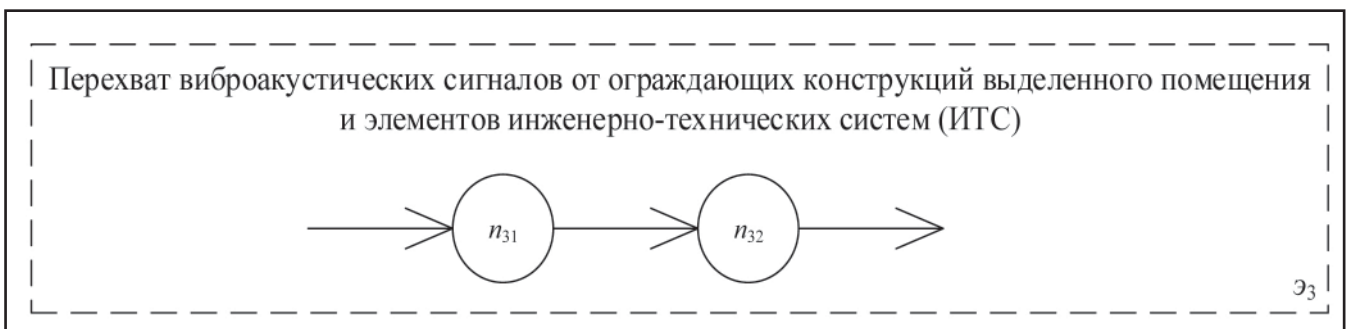 Перехват виброакустических сигналов от ограждающих конструкций выделенного помещения
и элементов инженерно-технических систем (ИТС)
n₃₁ n₃₂
Э₃